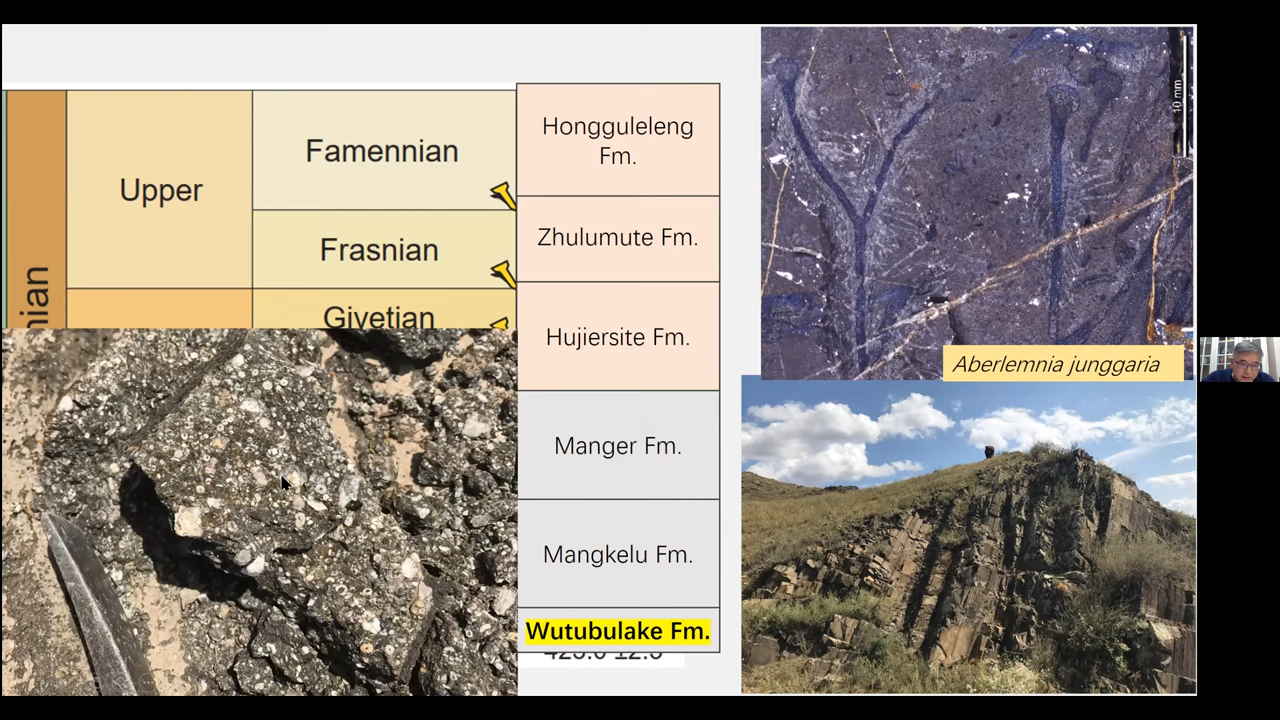 nian
Upper
Famennian
Frasnian
Givetian
Hongguleleng
Fm.
Zhulumute Fm.
Hujiersite Fm.
Manger Fm.
Mangkelu Fm.
Wutubulake Fm.
10 mm
Aberlemnia junggaria